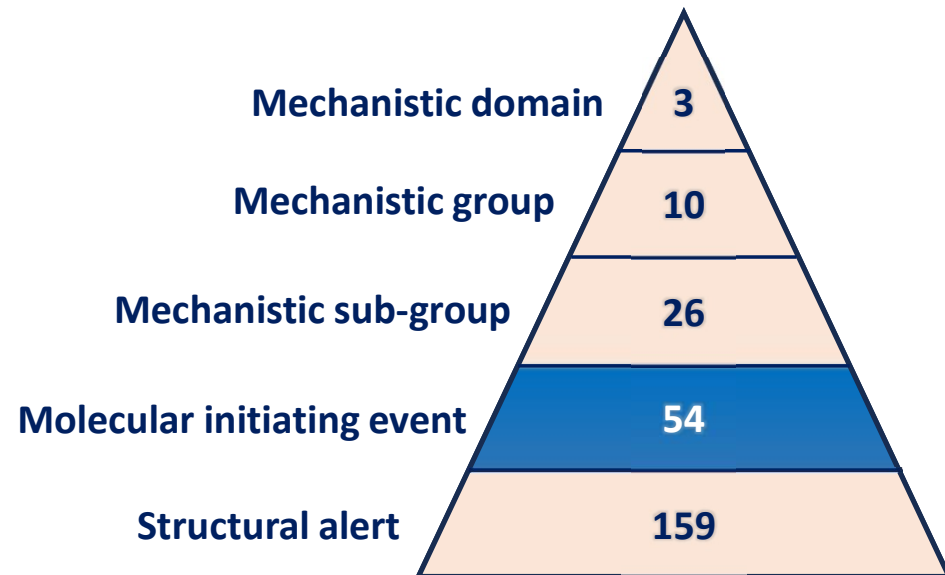 Mechanistic domain 3
Mechanistic group 10
Mechanistic sub-group 26
Molecular initiating event 54
Structural alert 159